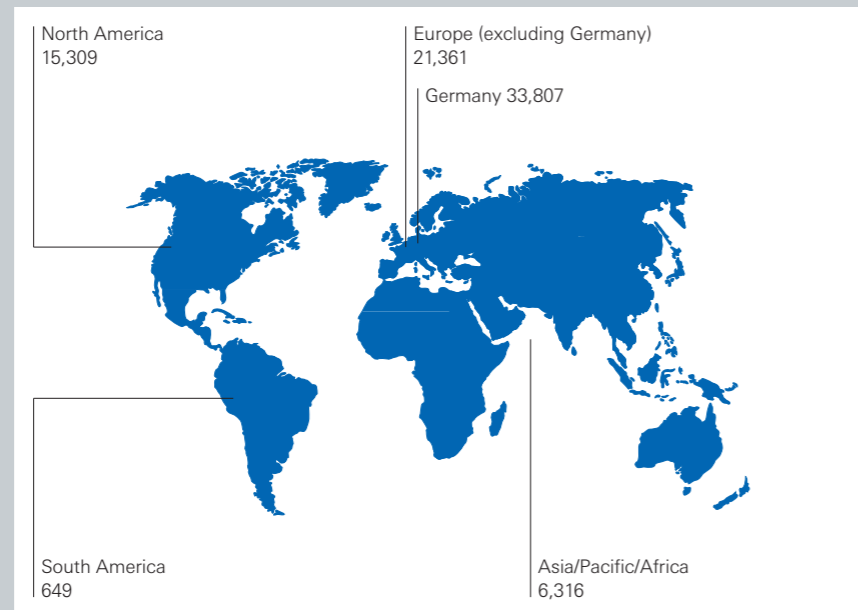 North America
15,309
Europe (excluding Germany)
21,361
Germany 33,807
South America
649
Asia/Pacific/Africa
6,316